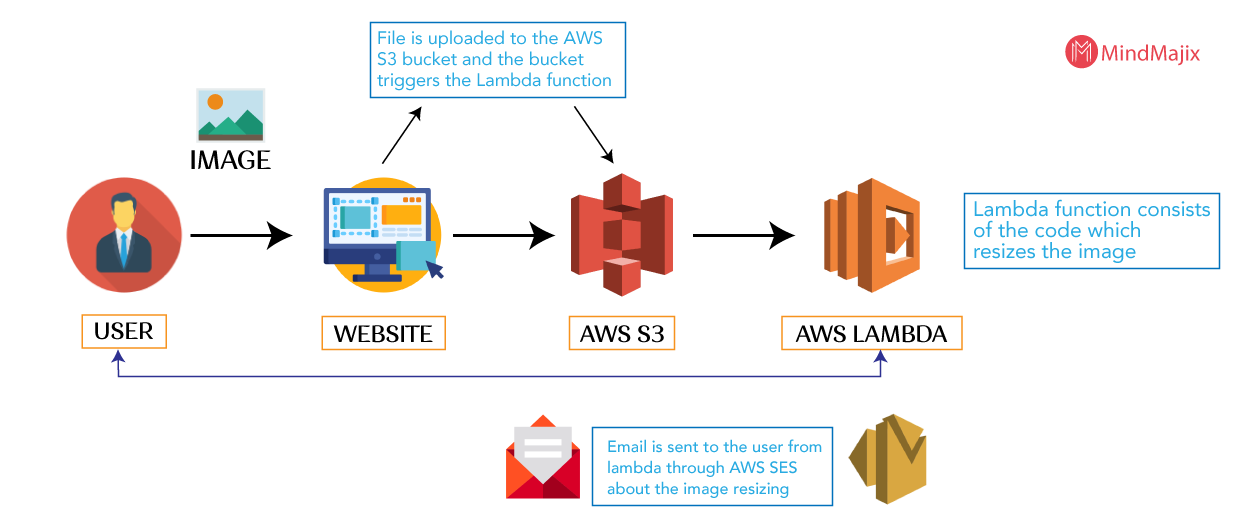 File is uploaded to the AWS
S3 bucket and the bucket
triggers the Lambda function
MindMajix
IMAGE
Lambda function consists
of the code which
resizes the image
USER
WEBSITE
AWS S3
AWS LAMBDA
Email is sent to the user from
lambda through AWS SES
about the image resizing